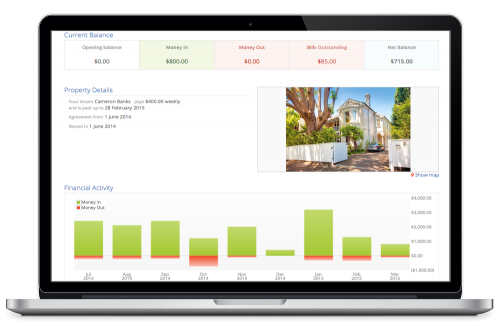 Current Balance
Opening balance Money In Money Out Bills Outstanding Net Balance
$0.00 $800.00 $0.00 $85.00 $715.00
Property Details
Your tenant Cameron Banks pays $400.00 weekly
and is paid up to 28 February 2015
Agreement from 1 June 2014
Moved in 1 June 2014
Show map
Financial Activity
Money In
Money Out
$4,000.00
$3,000.00
$2,000.00
$1,000.00
$0.00
($1,000.00)
Jul Aug Sep Oct Nov Dec Jan Feb Mar
2014 2014 2014 2014 2014 2014 2015 2015 2015